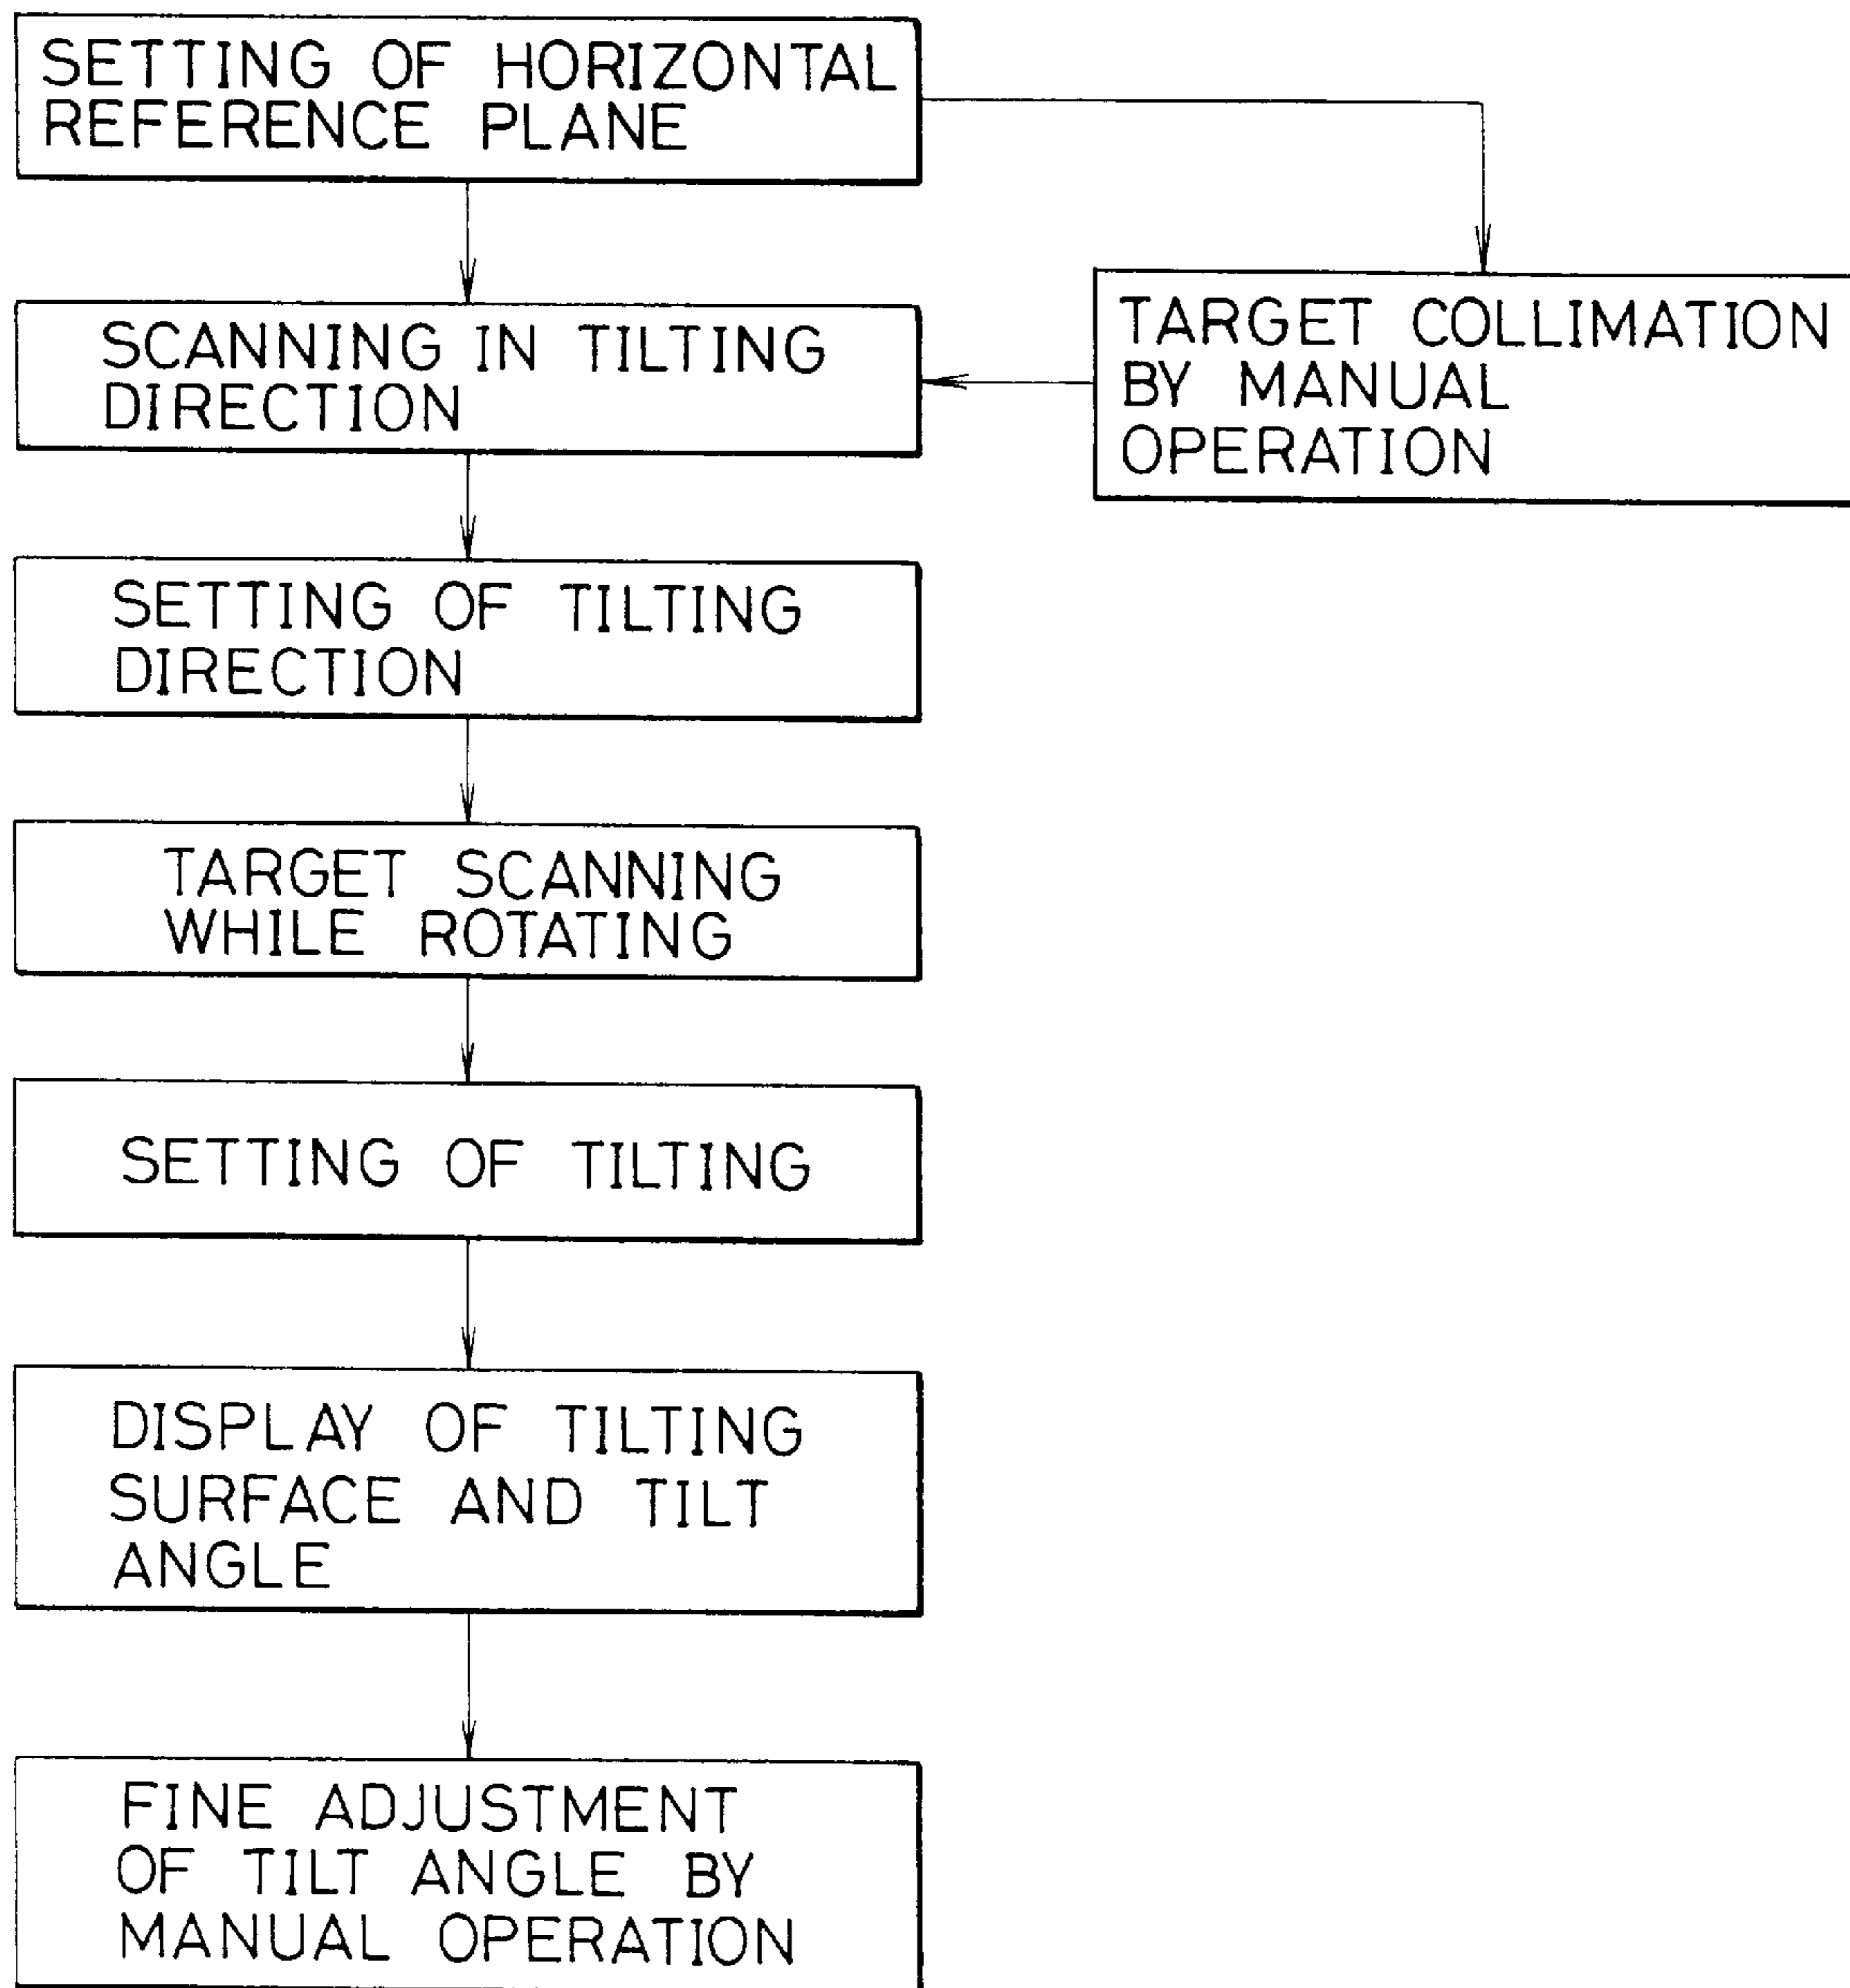 SETTING OF HORIZONTAL
REFERENCE PLANE
SCANNING IN TILTING
DIRECTION
TARGET COLLIMATION
BY MANUAL
OPERATION
SETTING OF TILTING
DIRECTION
TARGET SCANNING
WHILE ROTATING
SETTING OF TILTING
DISPLAY OF TILTING
SURFACE AND TILT
ANGLE
FINE ADJUSTMENT
OF TILT ANGLE BY
MANUAL OPERATION